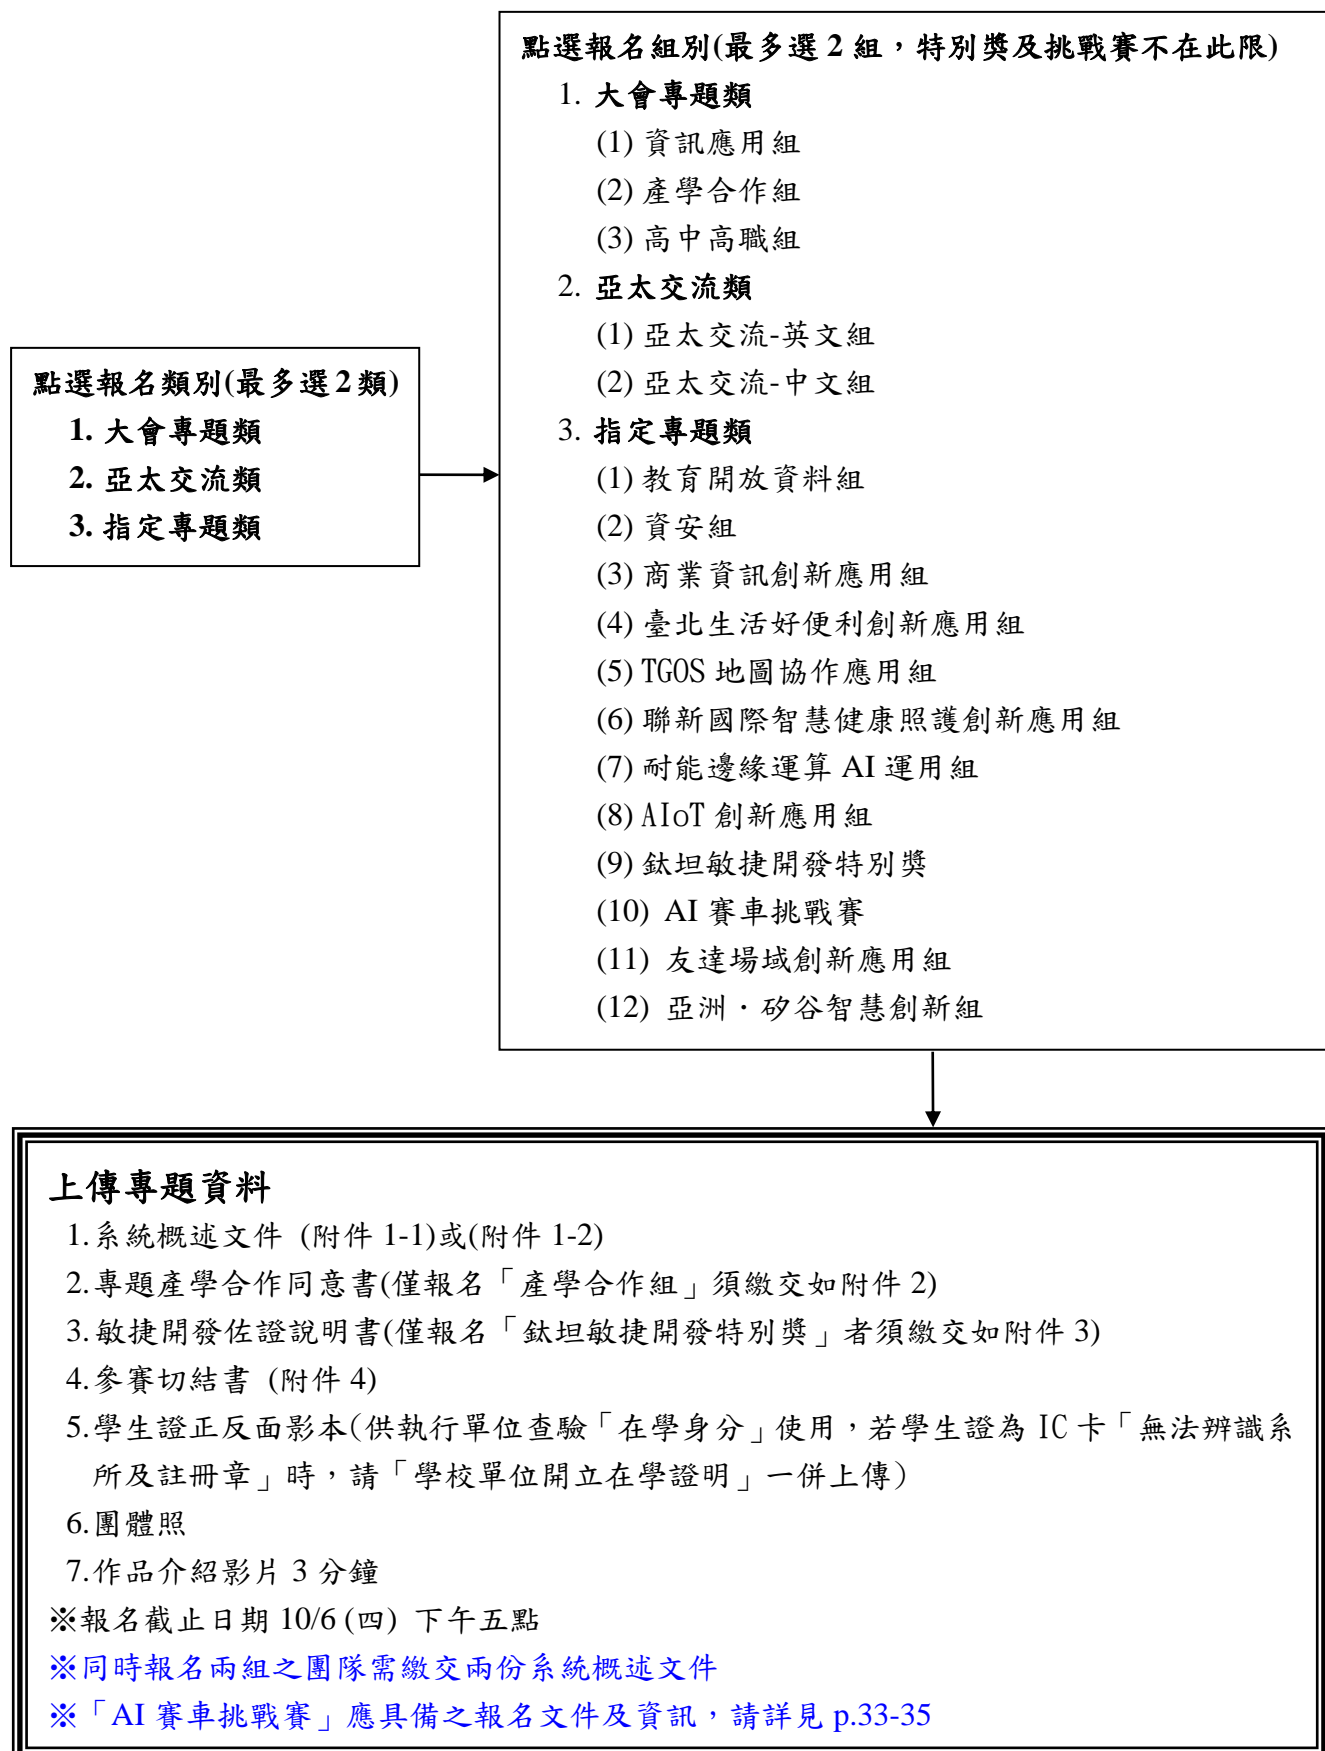 點選報名組別(最多選 2 組，特別獎及挑戰賽不在此限)
1. 大會專題類
(1) 資訊應用組
(2) 產學合作組
(3) 高中高職組
2. 亞太交流類
(1) 亞太交流-英文組
(2) 亞太交流-中文組
3. 指定專題類
(1) 教育開放資料組
(2) 資安組
(3) 商業資訊創新應用組
(4) 臺北生活好便利創新應用組
(5) TGOS 地圖協作應用組
(6) 聯新國際智慧健康照護創新應用組
(7) 耐能邊緣運算 AI 運用組
(8) AIoT 創新應用組
(9) 鈦坦敏捷開發特別獎
(10) AI 賽車挑戰賽
(11) 友達場域創新應用組
(12) 亞洲・矽谷智慧創新組
點選報名類別(最多選 2 類)
1. 大會專題類
2. 亞太交流類
3. 指定專題類
上傳專題資料
1.系統概述文件 (附件 1-1)或(附件 1-2)
2.專題產學合作同意書(僅報名「產學合作組」須繳交如附件 2)
3.敏捷開發佐證說明書(僅報名「鈦坦敏捷開發特別獎」者須繳交如附件 3)
4.參賽切結書 (附件 4)
5.學生證正反面影本(供執行單位查驗「在學身分」使用，若學生證為 IC 卡「無法辨識系
所及註冊章」時，請「學校單位開立在學證明」一併上傳)
6.團體照
7.作品介紹影片 3 分鐘
※報名截止日期 10/6 (四) 下午五點
※同時報名兩組之團隊需繳交兩份系統概述文件
※「AI 賽車挑戰賽」應具備之報名文件及資訊，請詳見 p.33-35